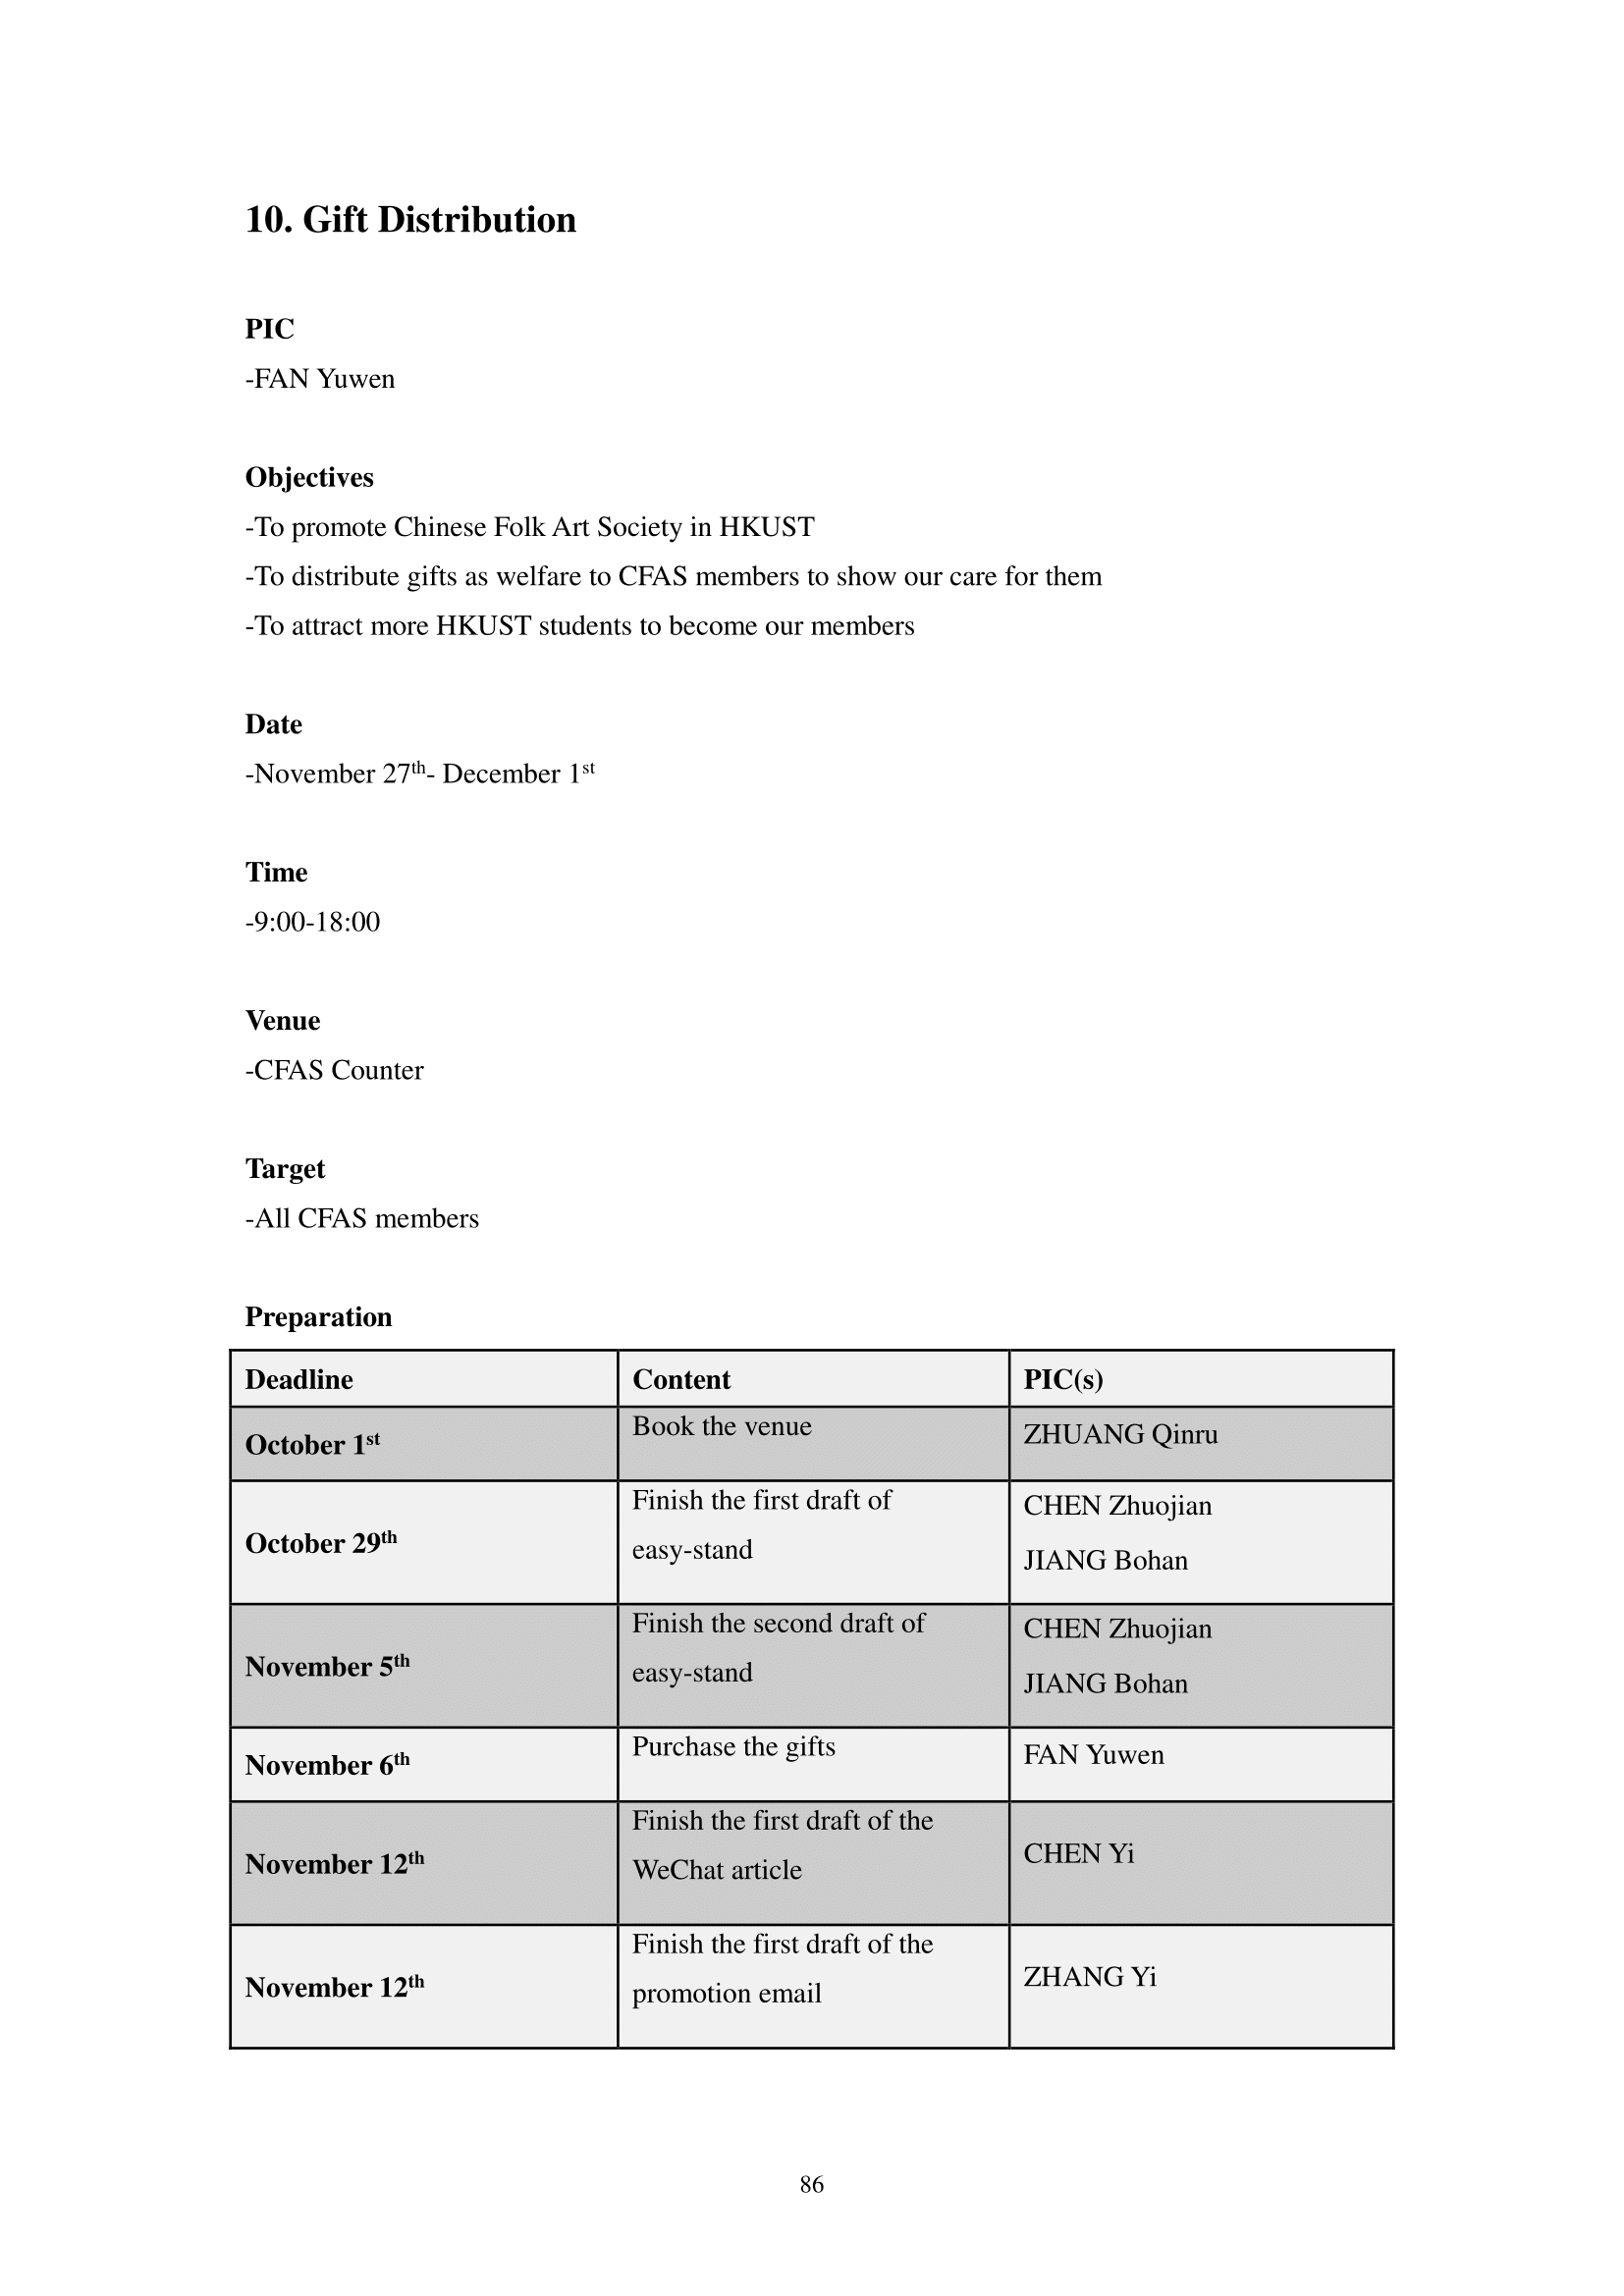 10. Gift Distribution
PIC
-FAN Yuwen
Objectives
-To promote Chinese Folk Art Society in HKUST
-To distribute gifts as welfare to CFAS members to show our care for them
-To attract more HKUST students to become our members
Date
-November 27th- December 1st
Time
-9:00-18:00
Venue
-CFAS Counter
Target
-All CFAS members
Preparation
Deadline Content PIC(s)
October 1st Book the venue ZHUANG Qinru
October 29th Finish the first draft of CHEN Zhuojian
easy-stand JIANG Bohan
November 5th Finish the second draft of CHEN Zhuojian
easy-stand JIANG Bohan
November 6th Purchase the gifts FAN Yuwen
November 12th Finish the first draft of the CHEN Yi
WeChat article
November 12th Finish the first draft of the ZHANG Yi
promotion email
86